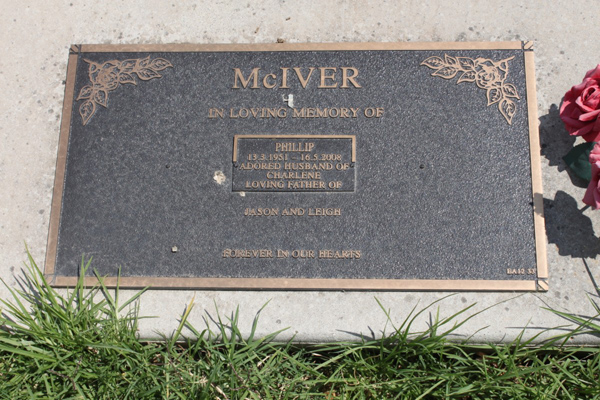 McIVER
IN LOVING MEMORY OF
PHILLIP
13.3.1951 - 16.5.2008
ADORED HUSBAND OF
CHARLENE
LOVING FATHER OF
JASON AND LEIGH
FOREVER IN OUR HEARTS